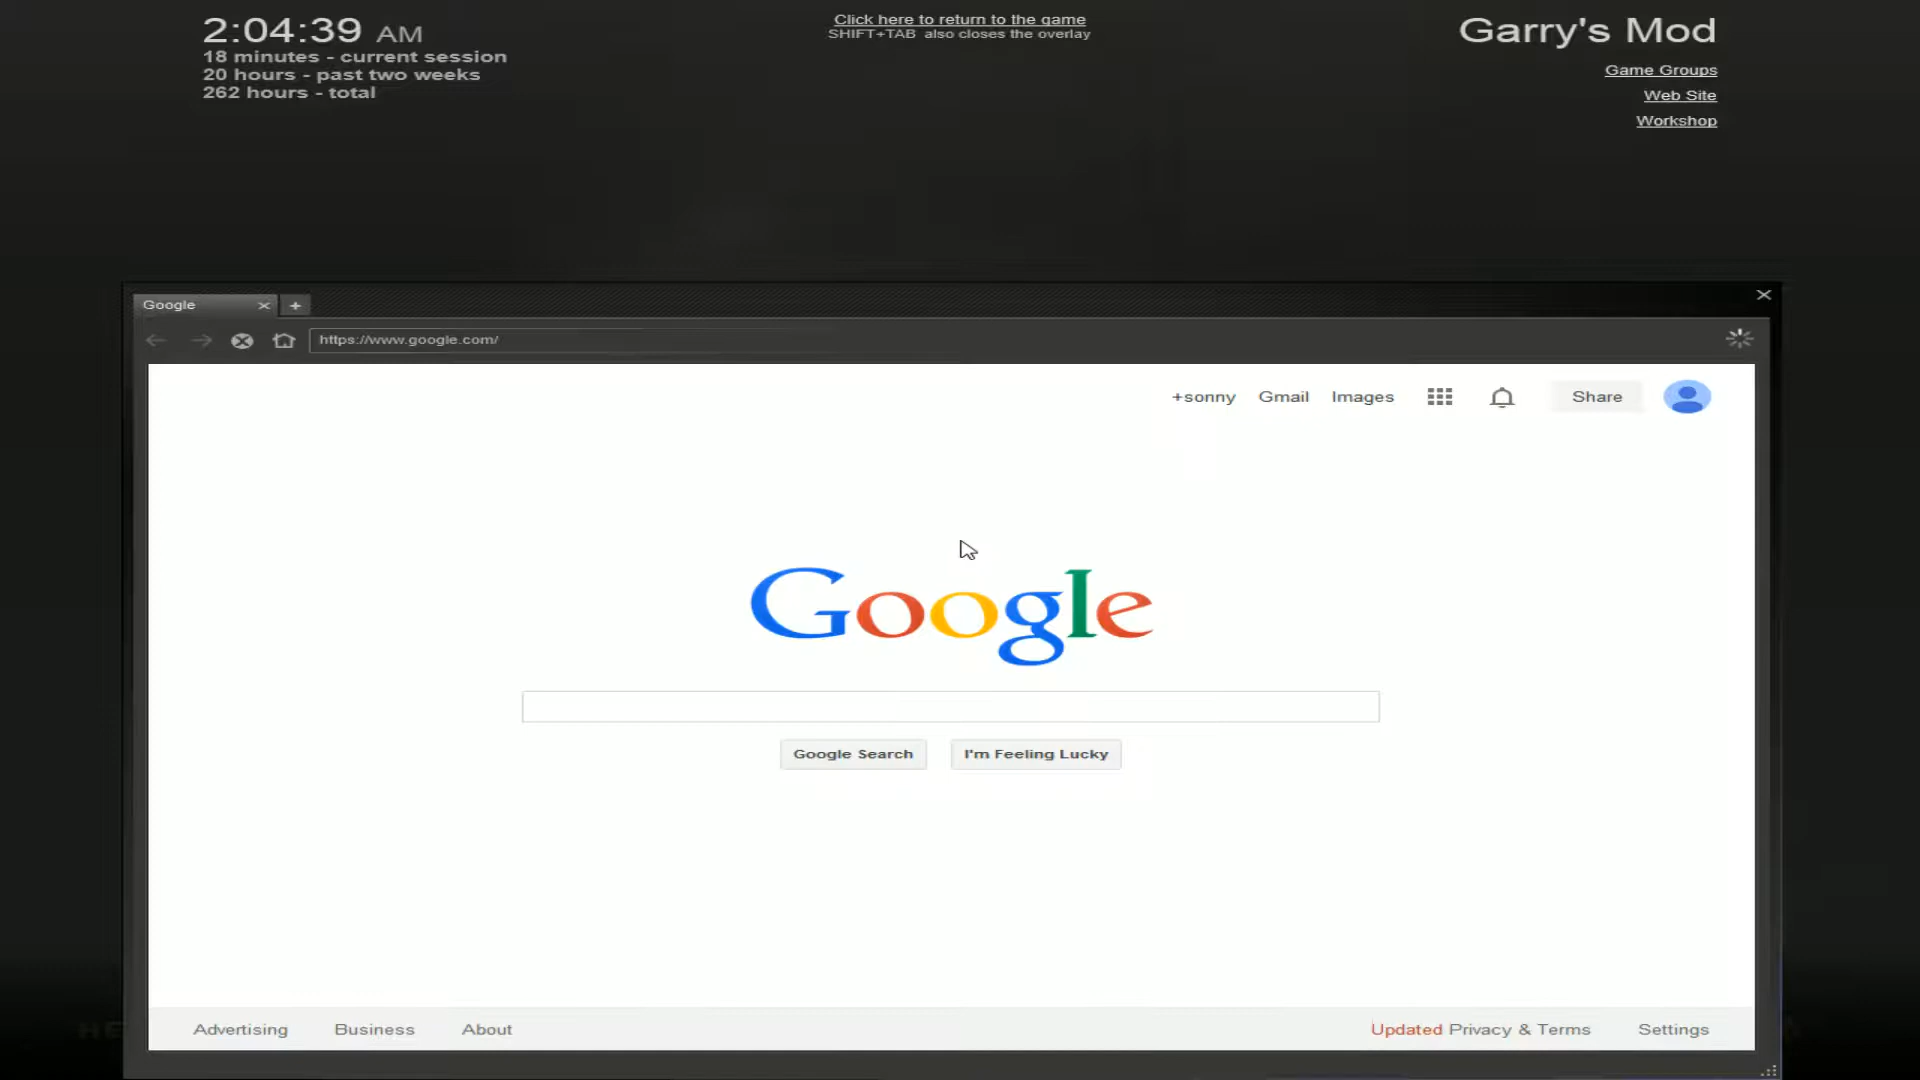 2:04:39 AM
18 minutes - current session
20 hours - past two weeks
262 hours - total
Click here to return to the game
SHIFT+TAB also closes the overlay
Garry's Mod
Game Groups
Web Site
Workshop
Google
https://www.google.com/
+sonny Gmail Images Share
Google
Google Search I'm Feeling Lucky
Advertising Business About Updated Privacy & Terms Settings